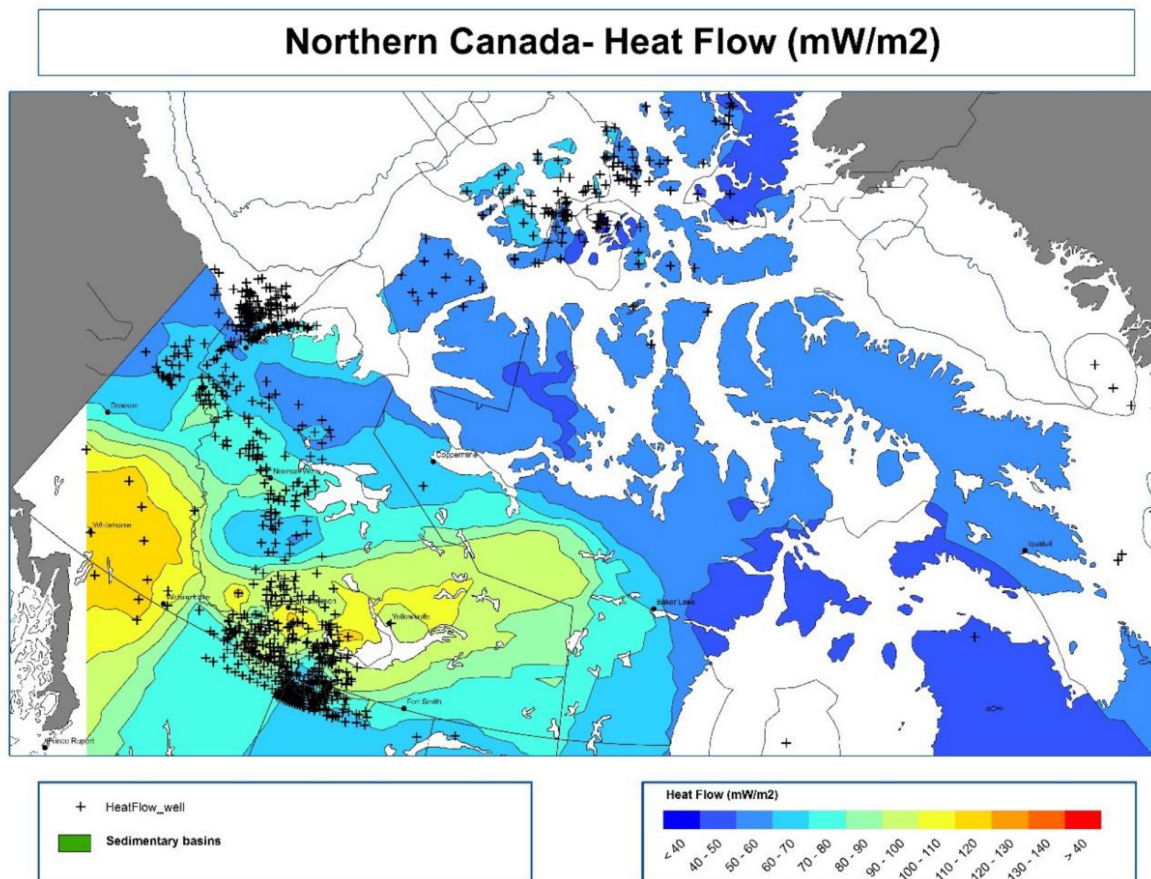 Northern Canada- Heat Flow (mW/m2)
Dawson
Coppermine
Norman Wells
Whitehorse
Iqaluit
Baker Lake
Yellowknife
Fort Smith
Prince Rupert
HeatFlow_well
Sedimentary basins
Heat Flow (mW/m2)
< 40
40 - 50
50 - 60
60 - 70
70 - 80
80 - 90
90 - 100
100 - 110
110 - 120
120 - 130
130 - 140
> 40